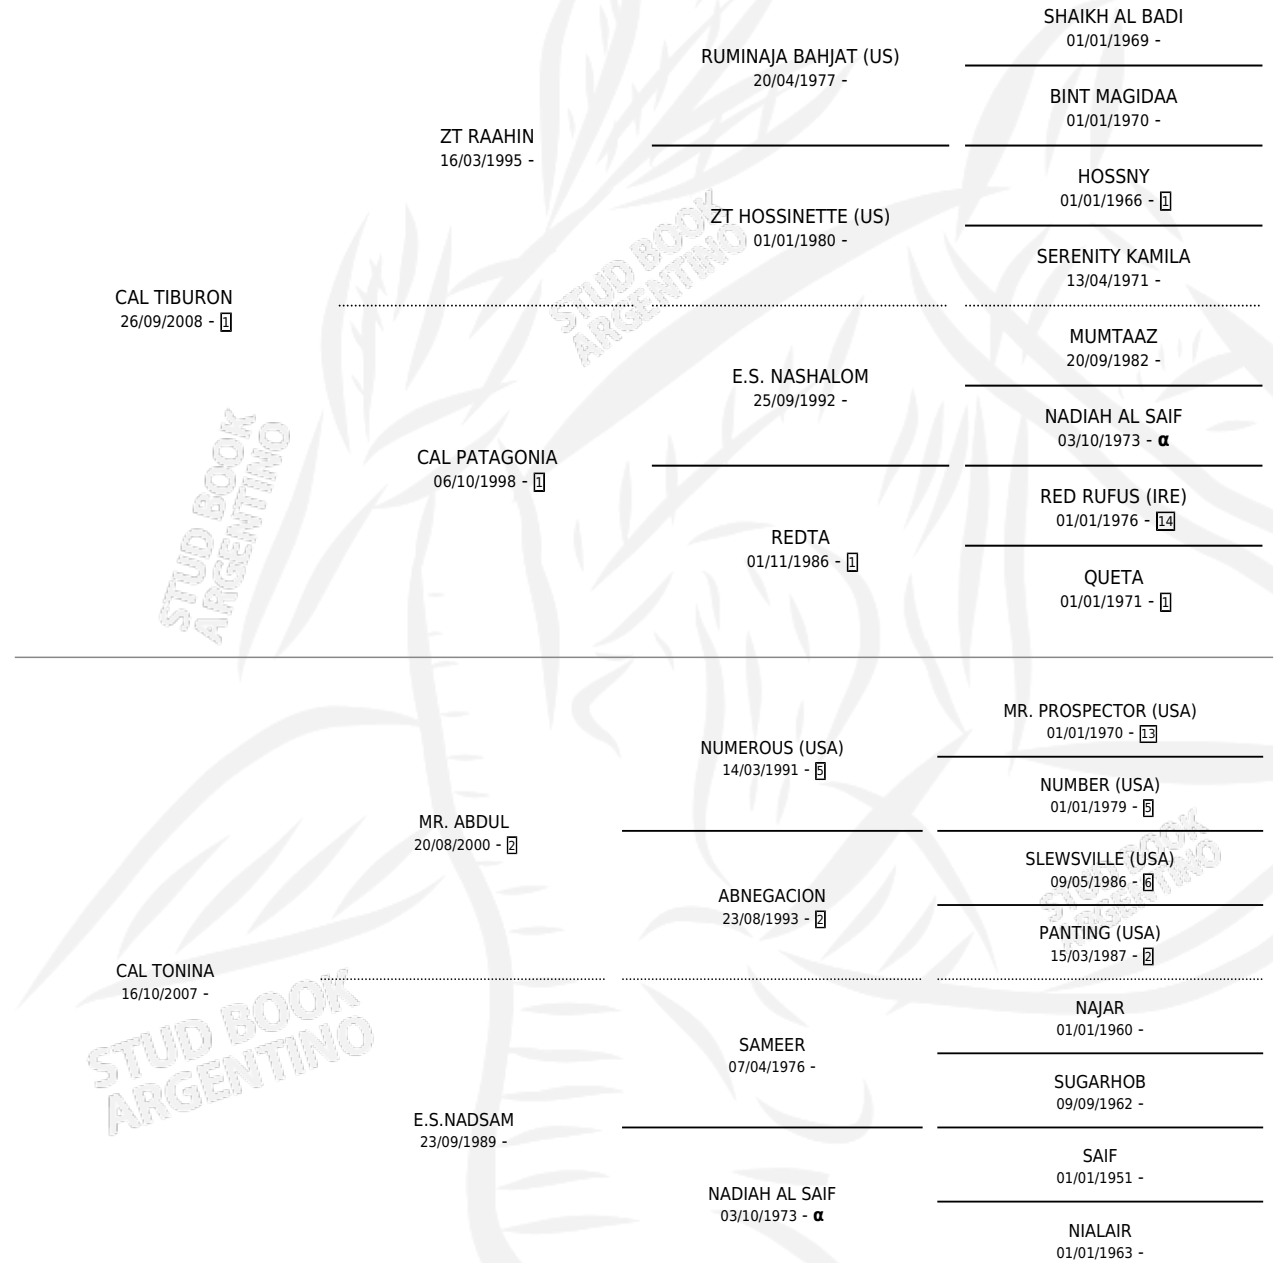 SHAIKH AL BADI
01/01/1969 -
RUMINAJA BAHJAT (US)
20/04/1977 -
BINT MAGIDAA
01/01/1970 -
ZT RAAHIN
16/03/1995 -
HOSSNY
01/01/1966 - 1
ZT HOSSINETTE (US)
01/01/1980 -
SERENITY KAMILA
13/04/1971 -
STUD BOOK
ARGENTINO
CAL TIBURON
26/09/2008 - 1
MUMTAAZ
20/09/1982 -
E.S. NASHALOM
25/09/1992 -
NADIAH AL SAIF
03/10/1973 - α
CAL PATAGONIA
06/10/1998 - 1
RED RUFUS (IRE)
01/01/1976 - 14
REDTA
01/11/1986 - 1
QUETA
01/01/1971 - 1
STUD BOOK
ARGENTINO
MR. PROSPECTOR (USA)
01/01/1970 - 13
NUMEROUS (USA)
14/03/1991 - 5
NUMBER (USA)
01/01/1979 - 5
MR. ABDUL
20/08/2000 - 2
SLEWSVILLE (USA)
09/05/1986 - 6
ABNEGACION
23/08/1993 - 2
PANTING (USA)
15/03/1987 - 2
STUD BOOK
ARGENTINO
CAL TONINA
16/10/2007 -
NAJAR
01/01/1960 -
SAMEER
07/04/1976 -
SUGARHOB
09/09/1962 -
E.S.NADSAM
23/09/1989 -
SAIF
01/01/1951 -
NADIAH AL SAIF
03/10/1973 - α
NIALAIR
01/01/1963 -
STUD BOOK
ARGENTINO